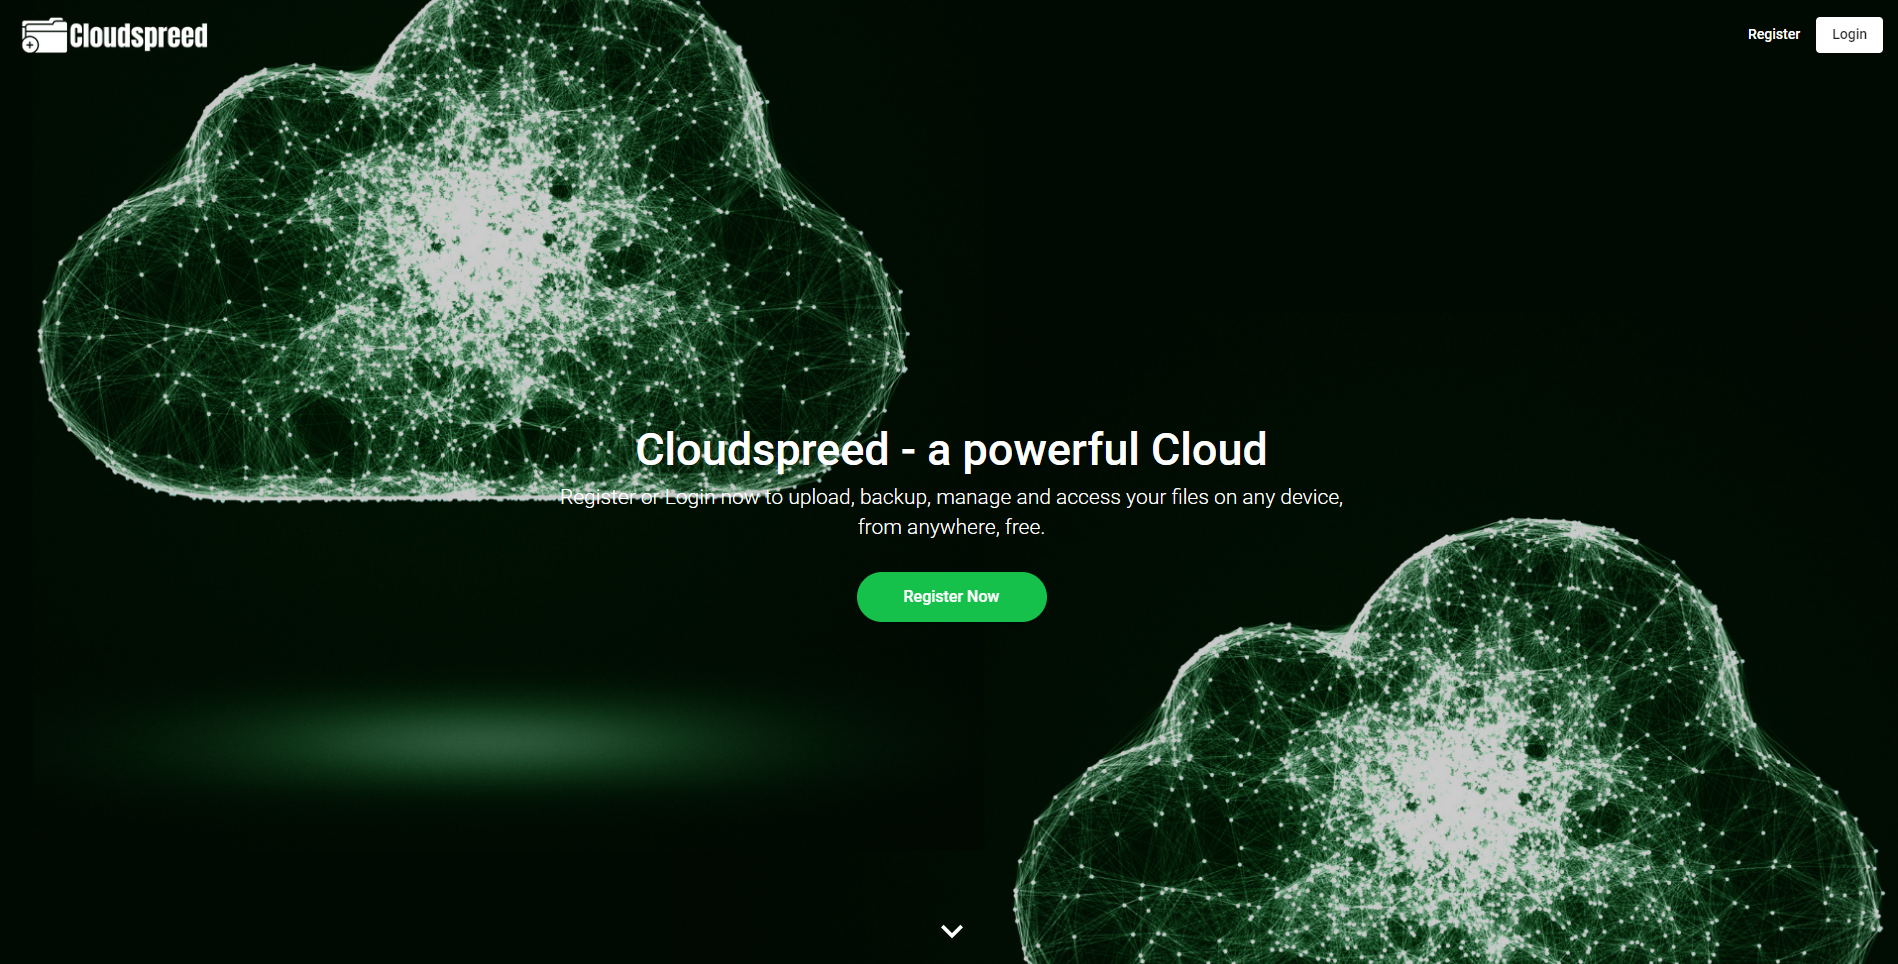 Cloudspreed
Register
Login
Cloudspreed - a powerful Cloud
Register or Login now to upload, backup, manage and access your files on any device,
from anywhere, free.
Register Now